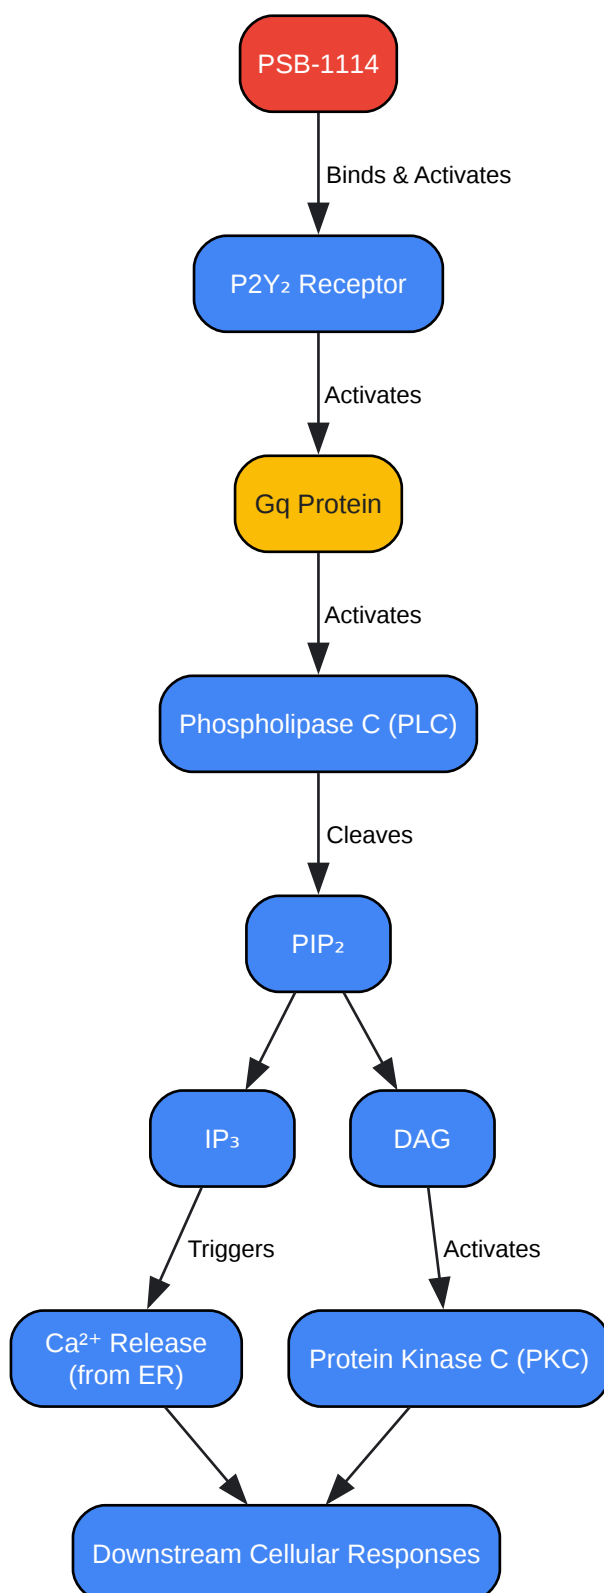 PSB-1114
Binds & Activates
P2Y₂ Receptor
Activates
Gq Protein
Activates
Phospholipase C (PLC)
Cleaves
PIP₂
IP₃
DAG
Triggers
Activates
Ca²⁺ Release
(from ER)
Protein Kinase C (PKC)
Downstream Cellular Responses